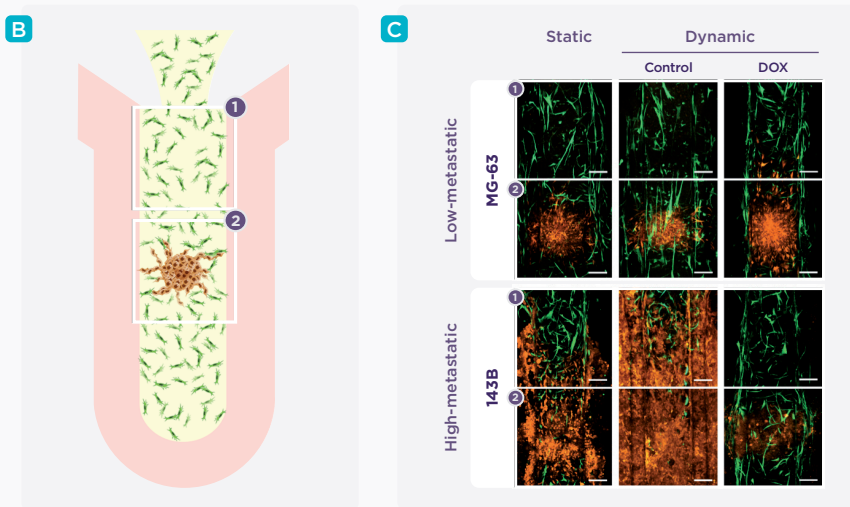 B
1
2
C
Static
Dynamic
Control
DOX
Low-metastatic
MG-63
1
2
High-metastatic
143B
1
2